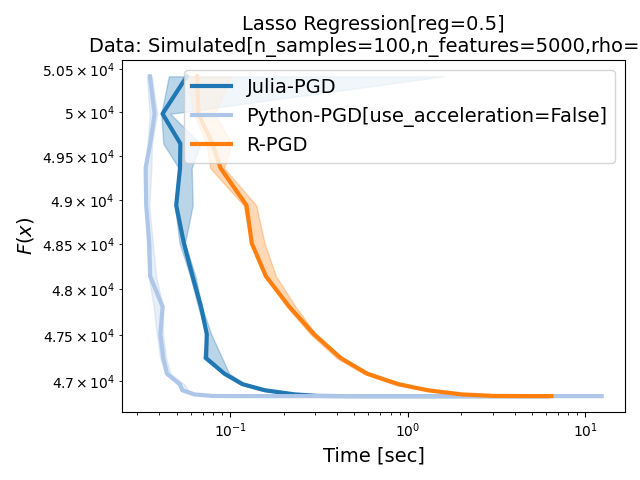 Lasso Regression[reg=0.5]
Data: Simulated[n_samples=100,n_features=5000,rho=
Julia-PGD
Python-PGD[use_acceleration=False]
R-PGD
F(x)
5.05 × 10⁴
5 × 10⁴
4.95 × 10⁴
4.9 × 10⁴
4.85 × 10⁴
4.8 × 10⁴
4.75 × 10⁴
4.7 × 10⁴
10⁻¹
10⁰
10¹
Time [sec]